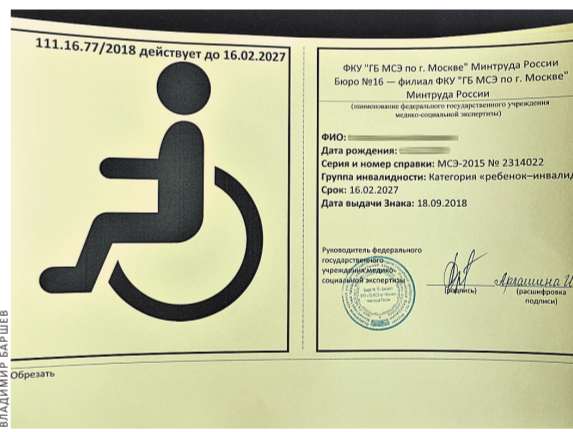 111.16.77/2018 действует до 16.02.2027
ФКУ "ГБ МСЭ по г. Москве" Минтруда России
Бюро №16 — филиал ФКУ "ГБ МСЭ по г. Москве"
Минтруда России
(наименование федерального государственного учреждения
медико-социальной экспертизы)
ФИО:
Дата рождения:
Серия и номер справки: МСЭ-2015 № 2314022
Группа инвалидности: Категория «ребенок–инвалид
Срок: 16.02.2027
Дата выдачи Знака: 18.09.2018
Руководитель федерального
государственного
учреждения медико-
социальной экспертизы
(подпись)
(расшифровка
подписи)
Обрезать
ВЛАДИМИР БАРШЕВ